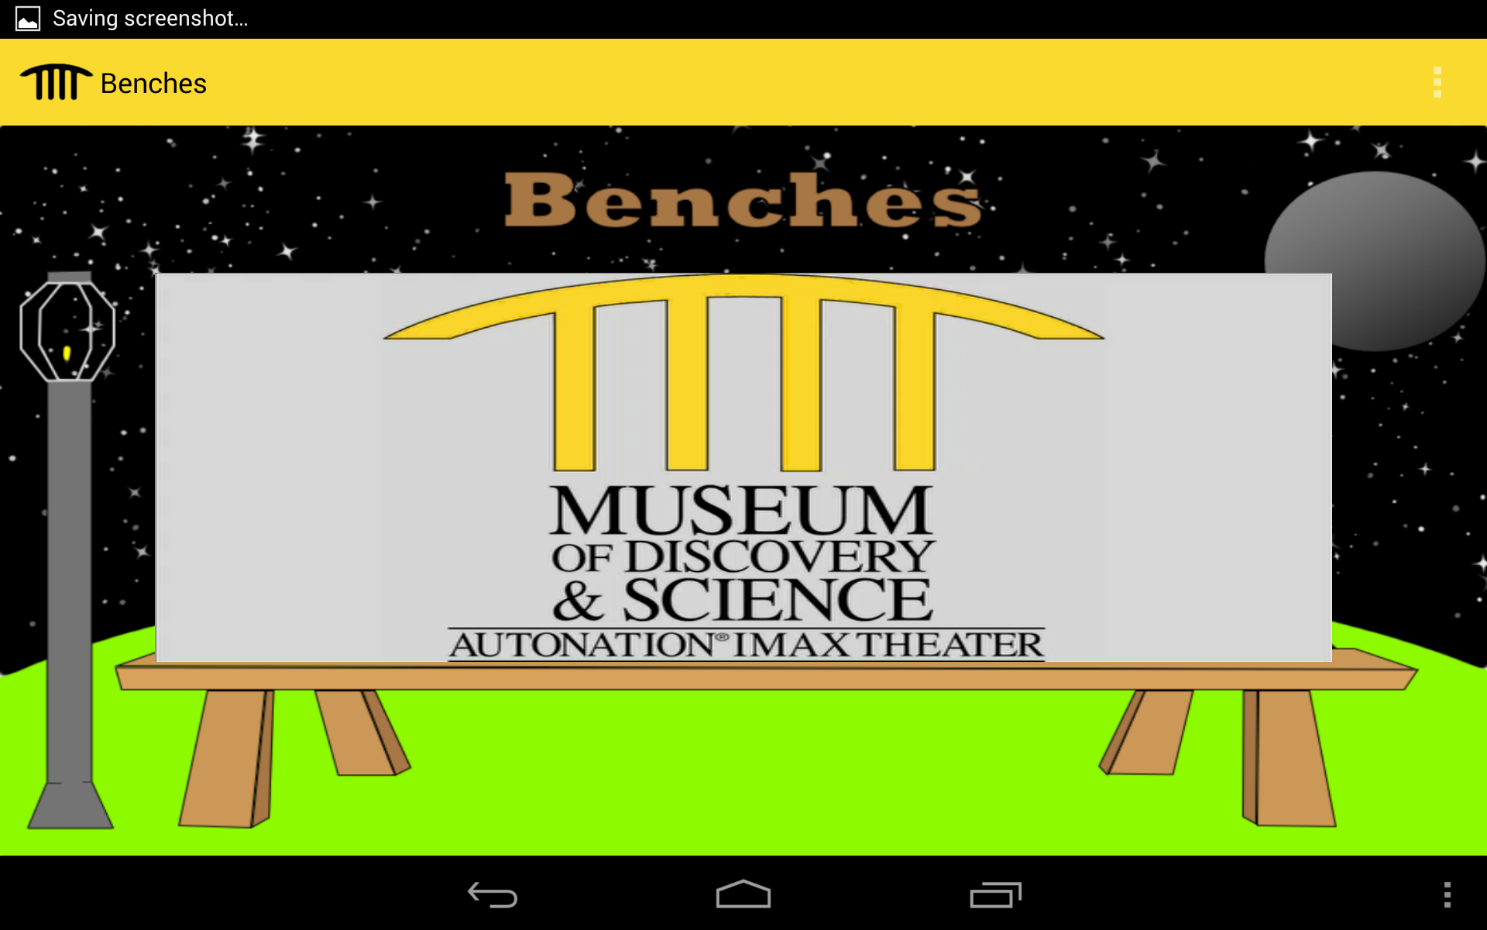 Saving screenshot...
Benches
Benches
MUSEUM
OF DISCOVERY
& SCIENCE
AUTONATION® IMAX THEATER